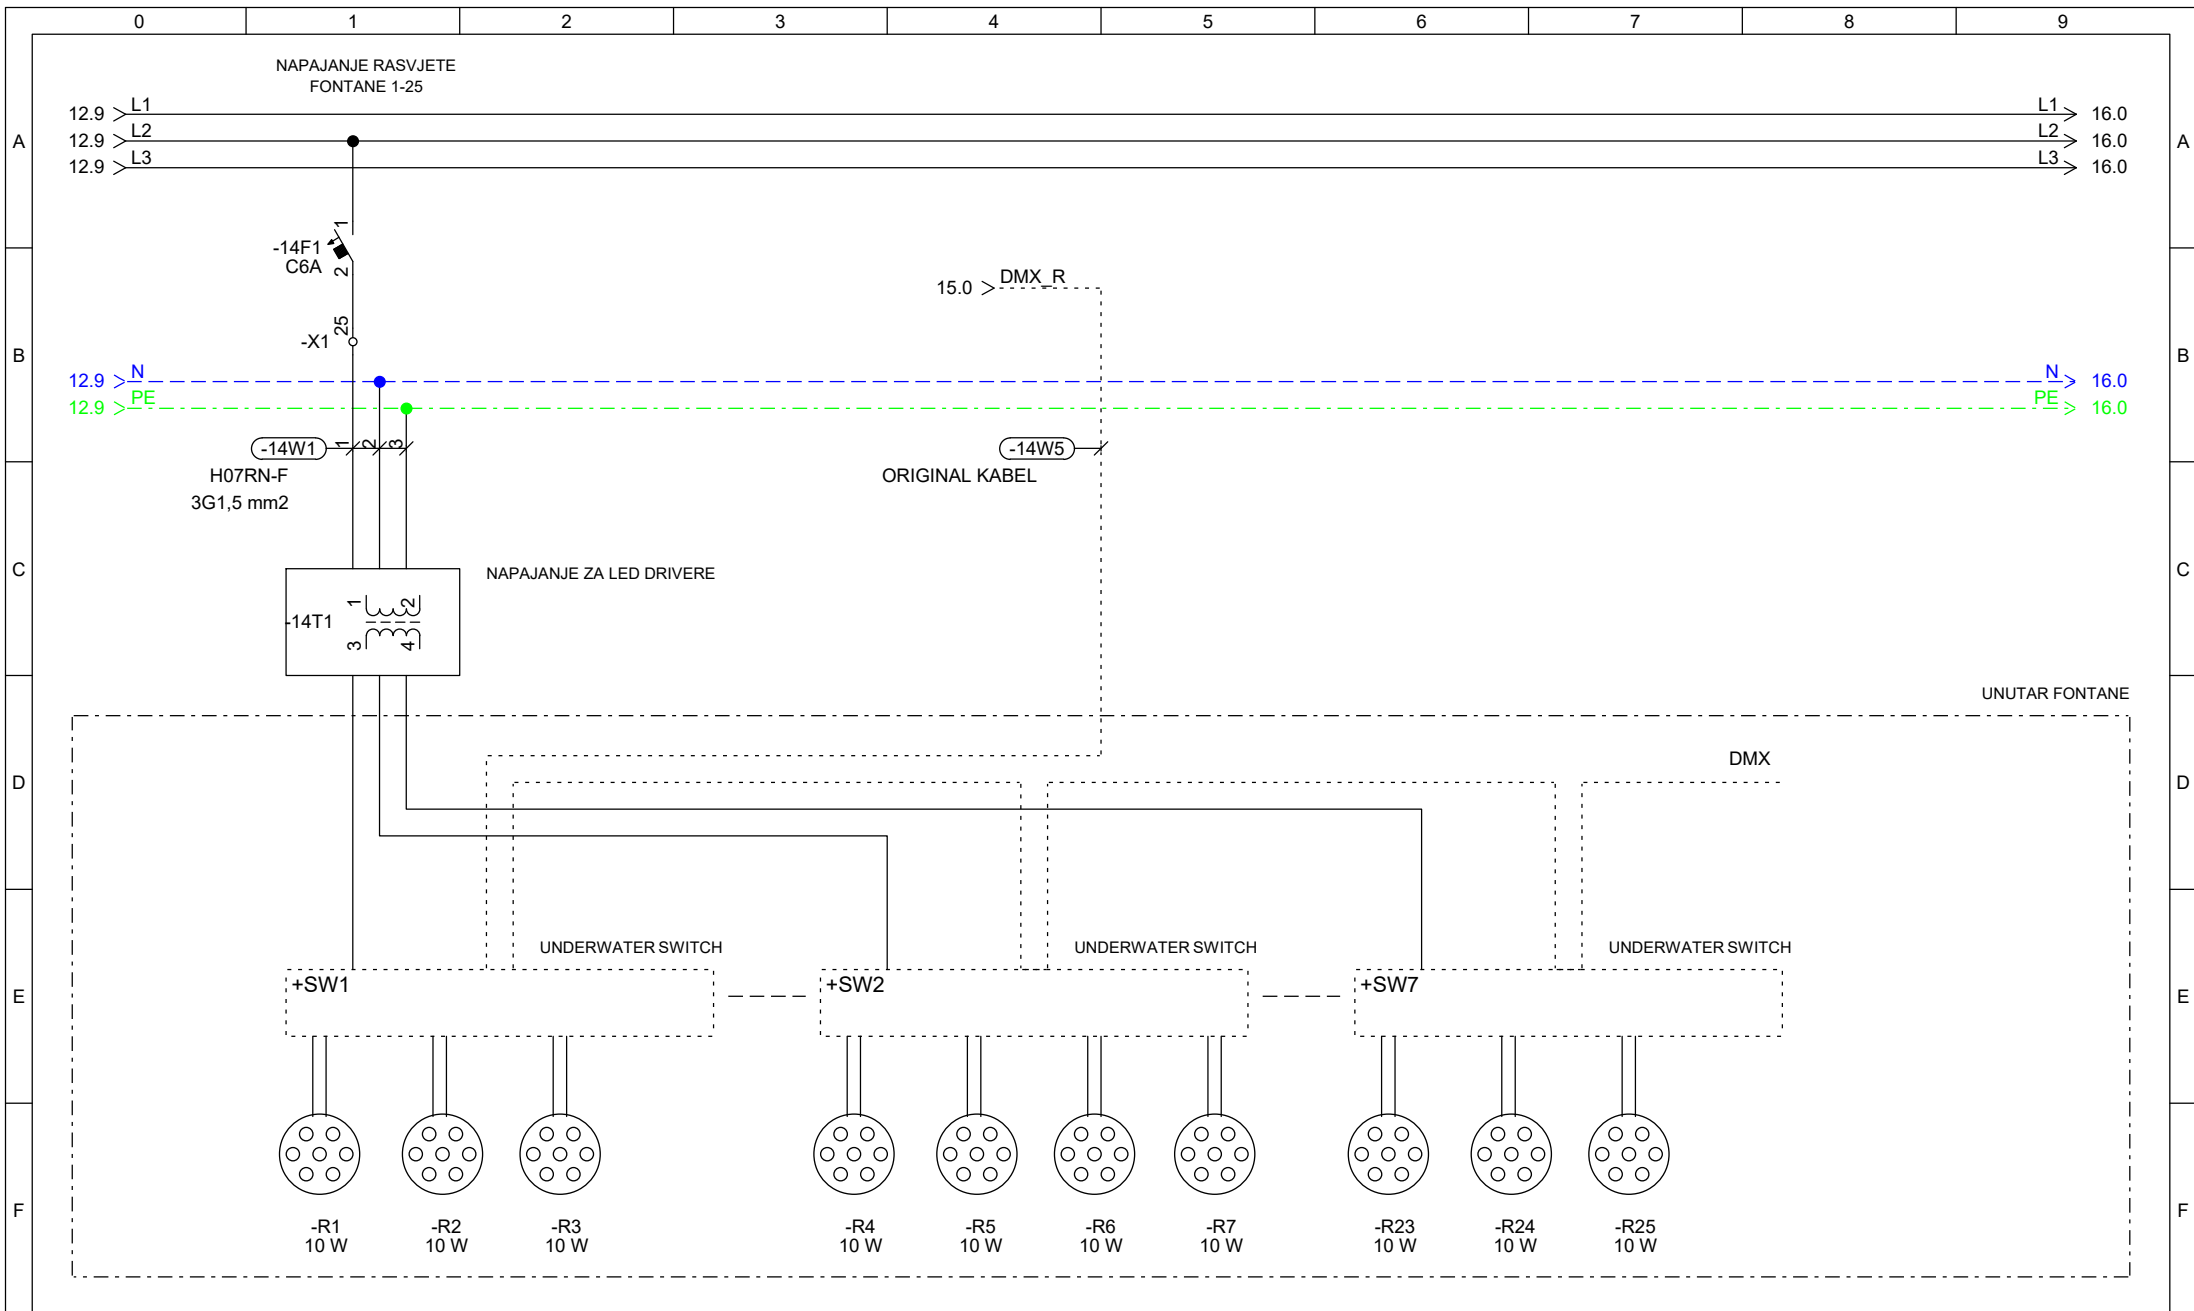 0 1 2 3 4 5 6 7 8 9
NAPAJANJE RASVJETE
FONTANE 1-25
12.9 L1 L1 16.0
A 12.9 L2 L2 16.0 A
12.9 L3 L3 16.0
1
-14F1
C6A
2
15.0 DMX_R
25
-X1
B B
12.9 N N 16.0
12.9 PE PE 16.0
-14W1 1 2 3 -14W5
H07RN-F ORIGINAL KABEL
3G1,5 mm2
C NAPAJANJE ZA LED DRIVERE C
1 2
-14T1
3 4
UNUTAR FONTANE
DMX
D D
UNDERWATER SWITCH UNDERWATER SWITCH UNDERWATER SWITCH
+SW1 +SW2 +SW7
E E
F F
-R1 -R2 -R3 -R4 -R5 -R6 -R7 -R23 -R24 -R25
10 W 10 W 10 W 10 W 10 W 10 W 10 W 10 W 10 W 10 W